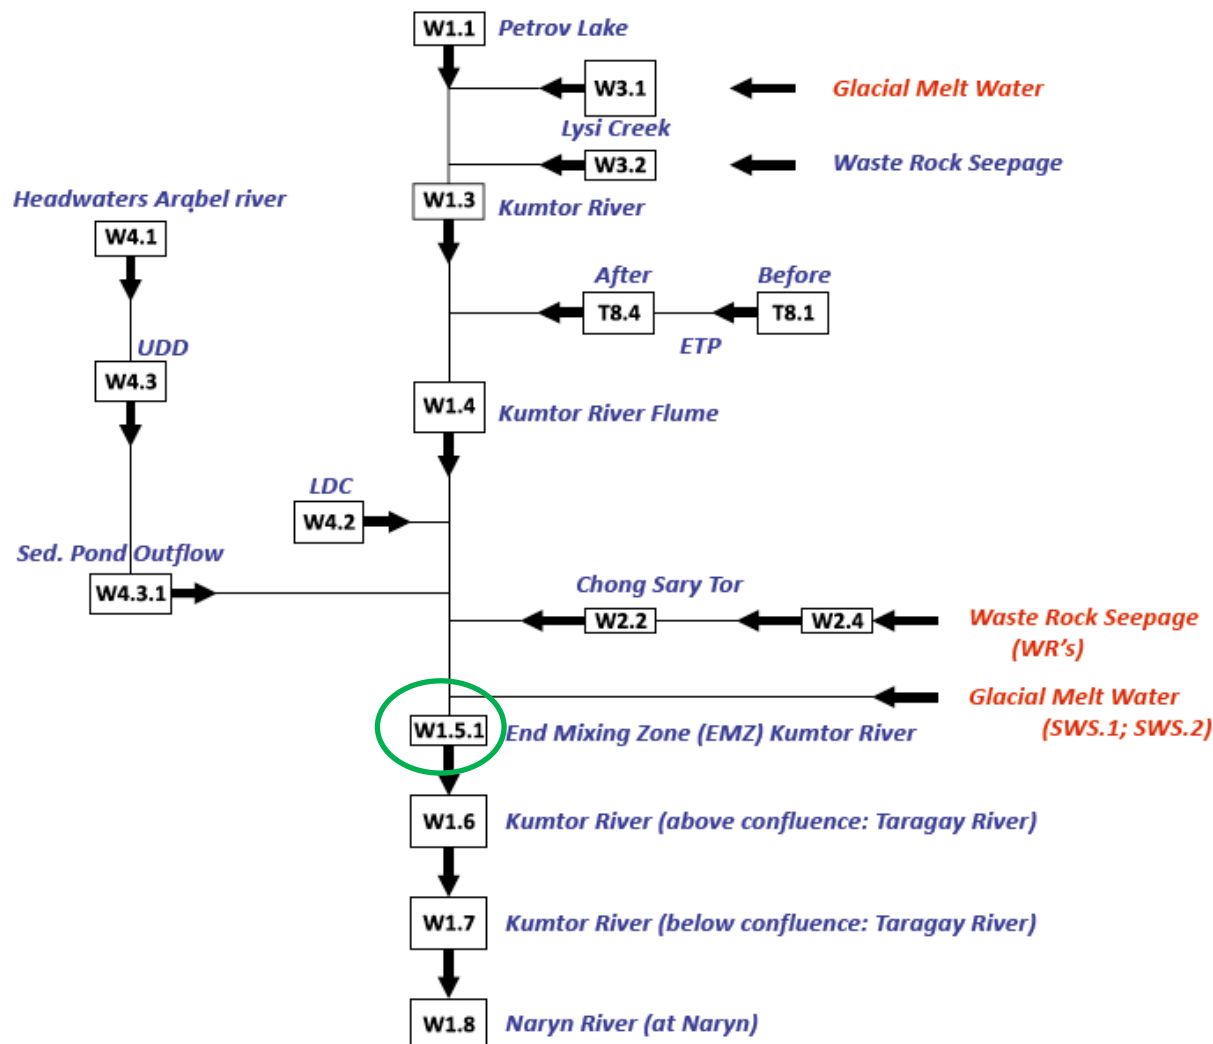 W1.1 Petrov Lake
W3.1 Glacial Melt Water
Lysi Creek
W3.2 Waste Rock Seepage
W1.3 Kumtor River
Headwaters Arabel river
W4.1
After Before
T8.4 T8.1
ETP
UDD
W4.3
W1.4 Kumtor River Flume
LDC
W4.2
Sed. Pond Outflow
W4.3.1
Chong Sary Tor
W2.2 W2.4 Waste Rock Seepage
(WR's)
Glacial Melt Water
(SWS.1; SWS.2)
W1.5.1 End Mixing Zone (EMZ) Kumtor River
W1.6 Kumtor River (above confluence: Taragay River)
W1.7 Kumtor River (below confluence: Taragay River)
W1.8 Naryn River (at Naryn)